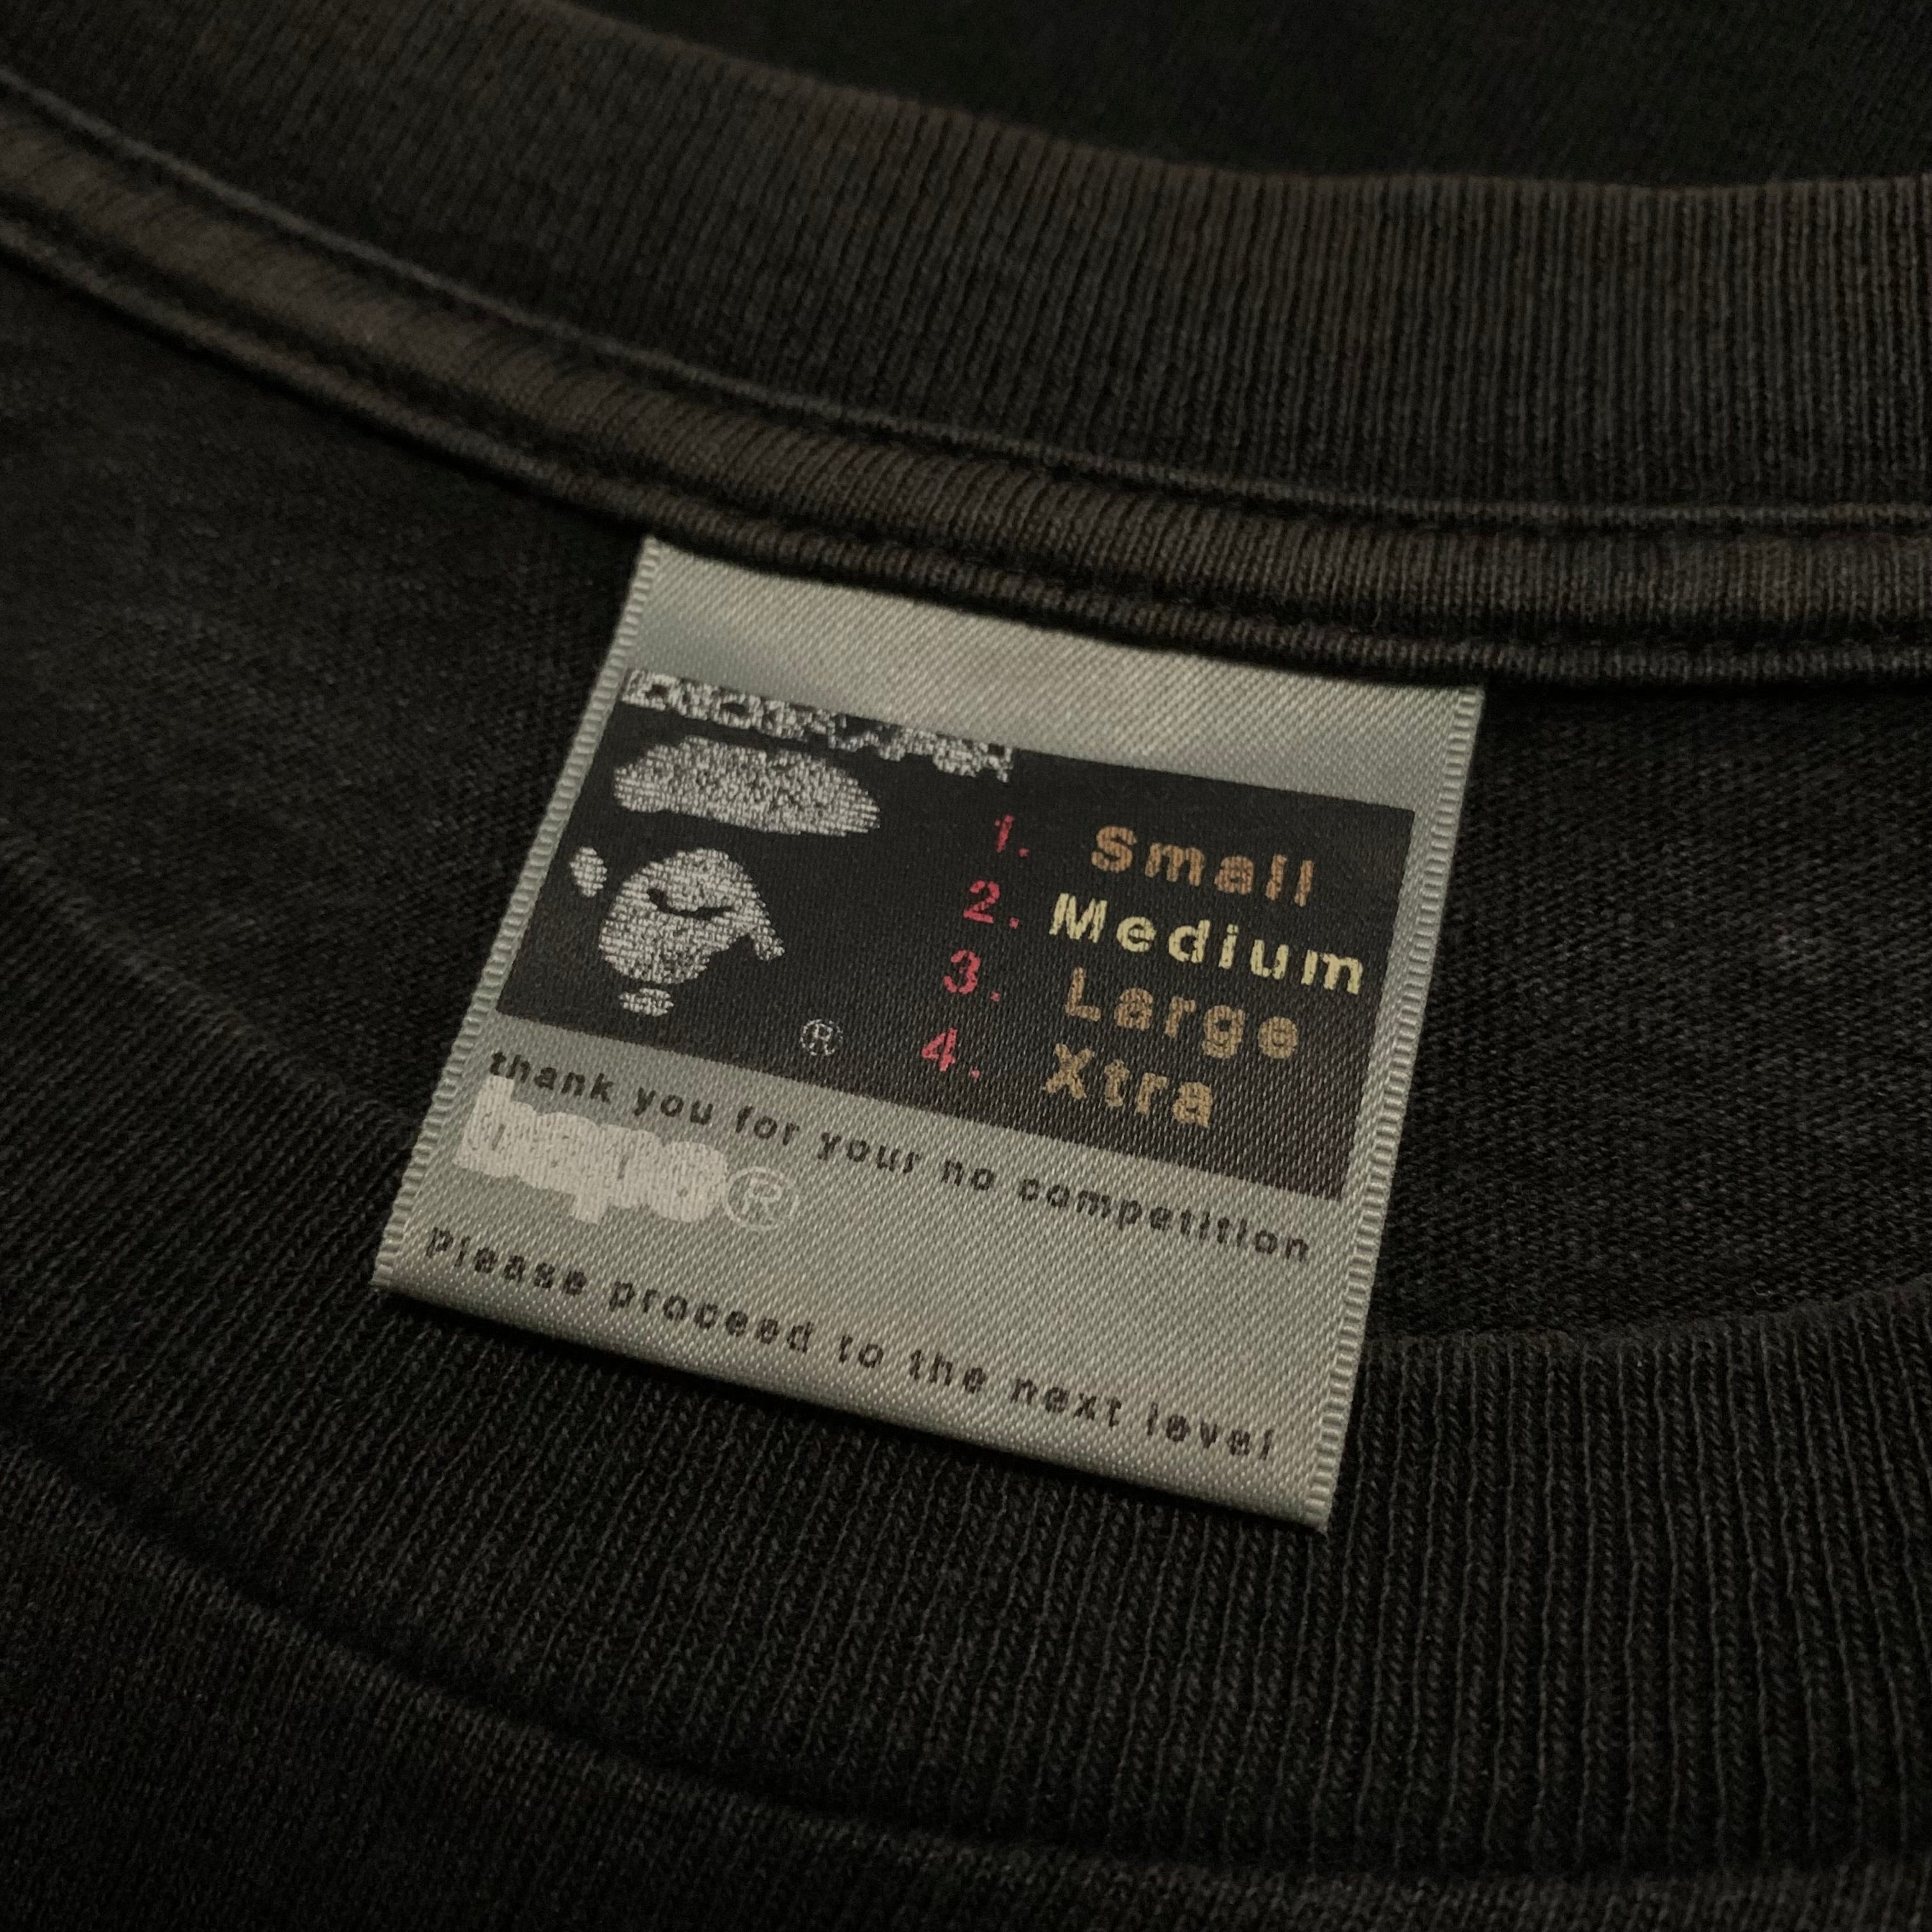 1. Small
2. Medium
3. Large
4. Xtra
®
thank you for your no competition
bape®
Please proceed to the next level